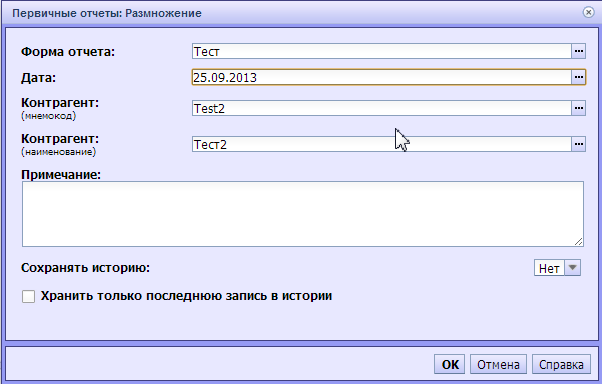 Первичные отчеты: Размножение
Форма отчета: Тест ...
Дата: 25.09.2013 ...
Контрагент: Test2 ...
(мнемокод)
Контрагент: Тест2 ...
(наименование)
Примечание:
Сохранять историю: Нет
Хранить только последнюю запись в истории
OK Отмена Справка